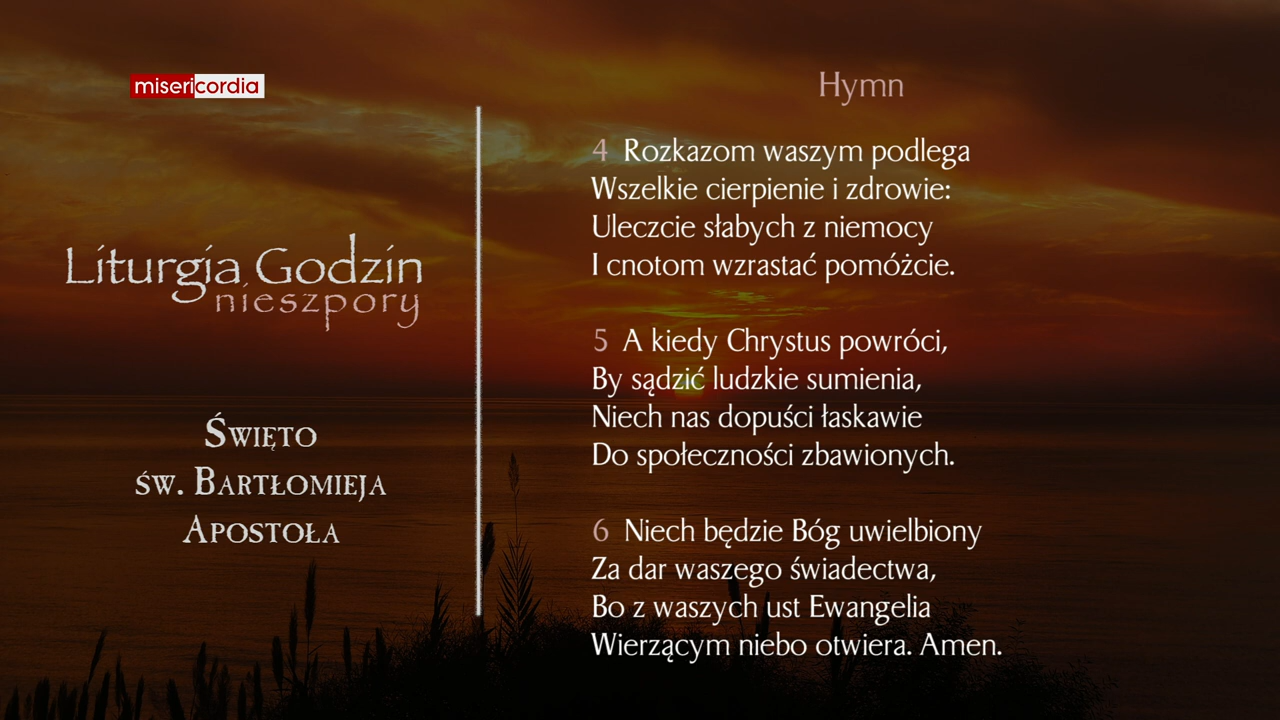 misericordia
Liturgia Godzin
nieszpory
Święto
św. Bartłomieja
Apostoła
Hymn
4 Rozkazom waszym podlega
Wszelkie cierpienie i zdrowie:
Uleczcie słabych z niemocy
I cnotom wzrastać pomóżcie.
5 A kiedy Chrystus powróci,
By sądzić ludzkie sumienia,
Niech nas dopuści łaskawie
Do społeczności zbawionych.
6 Niech będzie Bóg uwielbiony
Za dar waszego świadectwa,
Bo z waszych ust Ewangelia
Wierzącym niebo otwiera. Amen.